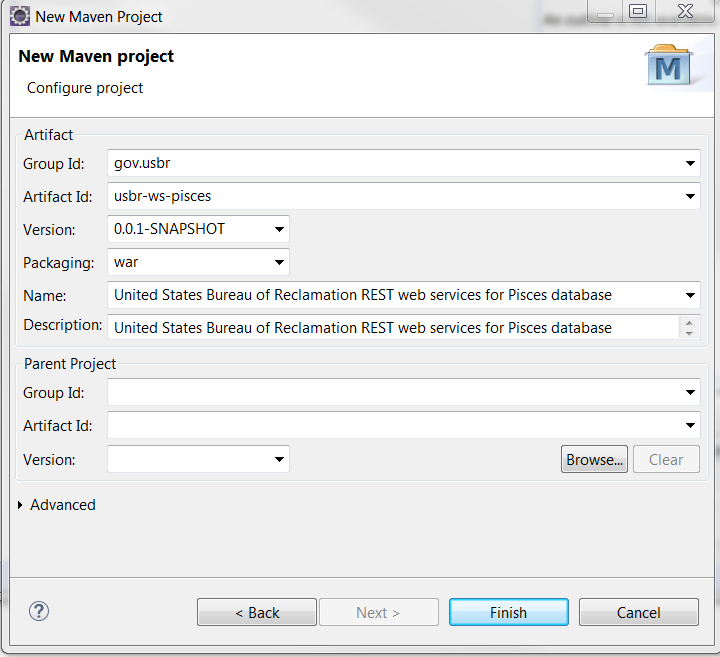 New Maven Project
New Maven project
Configure project
M
Artifact
Group Id: gov.usbr
Artifact Id: usbr-ws-pisces
Version: 0.0.1-SNAPSHOT
Packaging: war
Name: United States Bureau of Reclamation REST web services for Pisces database
Description: United States Bureau of Reclamation REST web services for Pisces database
Parent Project
Group Id:
Artifact Id:
Version: Browse... Clear
Advanced
? < Back Next > Finish Cancel